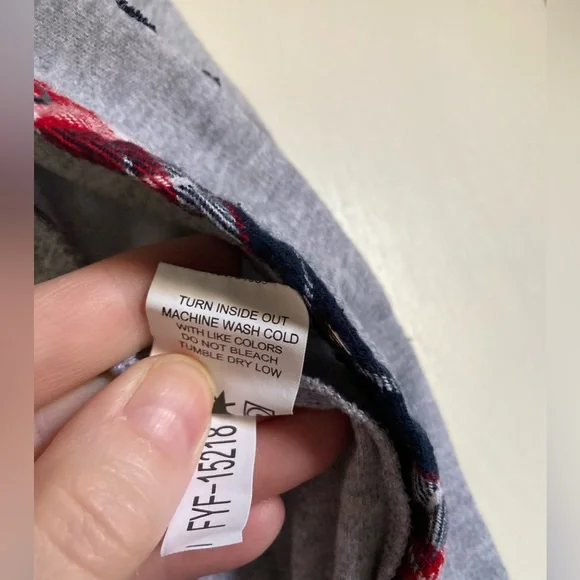 TURN INSIDE OUT
MACHINE WASH COLD
WITH LIKE COLORS
DO NOT BLEACH
TUMBLE DRY LOW
FYF-15218